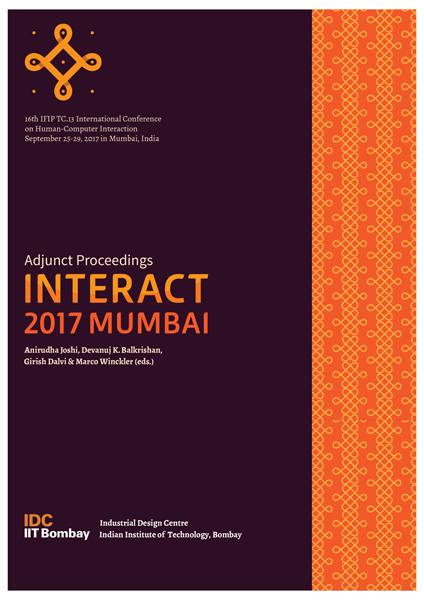 16th IFIP TC.13 International Conference
on Human-Computer Interaction
September 25-29, 2017 in Mumbai, India
Adjunct Proceedings
INTERACT
2017 MUMBAI
Anirudha Joshi, Devanuj K. Balkrishan,
Girish Dalvi & Marco Winckler (eds.)
IDC
IIT Bombay
Industrial Design Centre
Indian Institute of Technology, Bombay